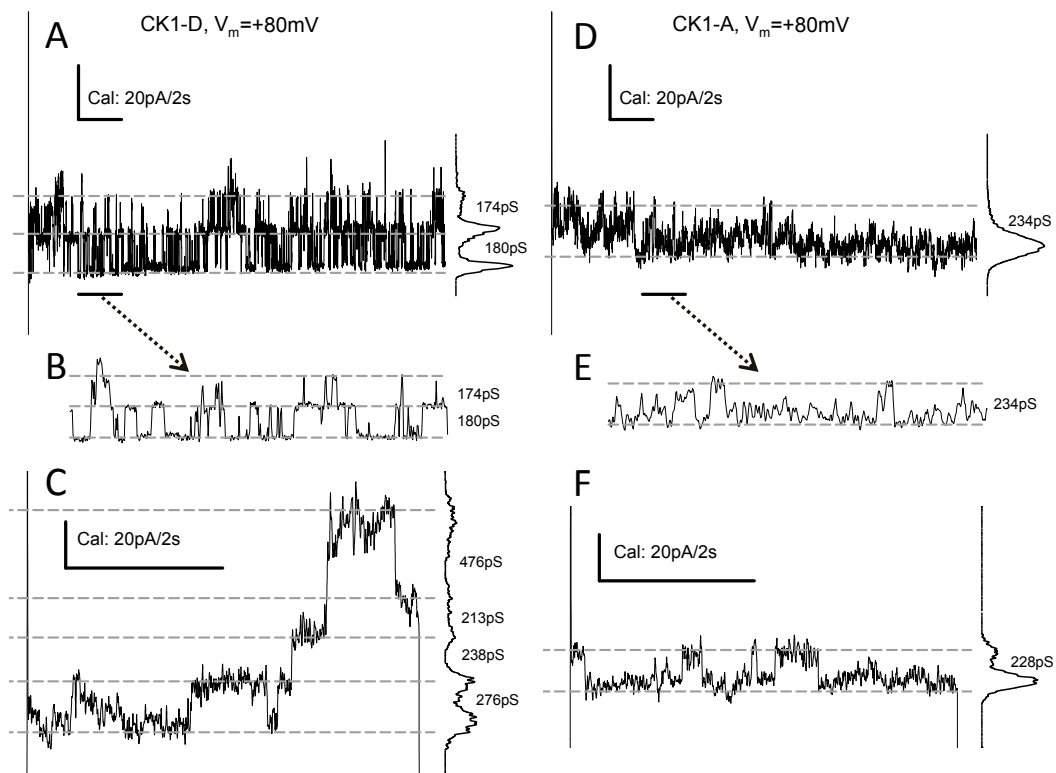 A
CK1-D, Vm=+80mV
Cal: 20pA/2s
174pS
180pS
B
174pS
180pS
C
Cal: 20pA/2s
476pS
213pS
238pS
276pS
D
CK1-A, Vm=+80mV
Cal: 20pA/2s
234pS
E
234pS
F
Cal: 20pA/2s
228pS